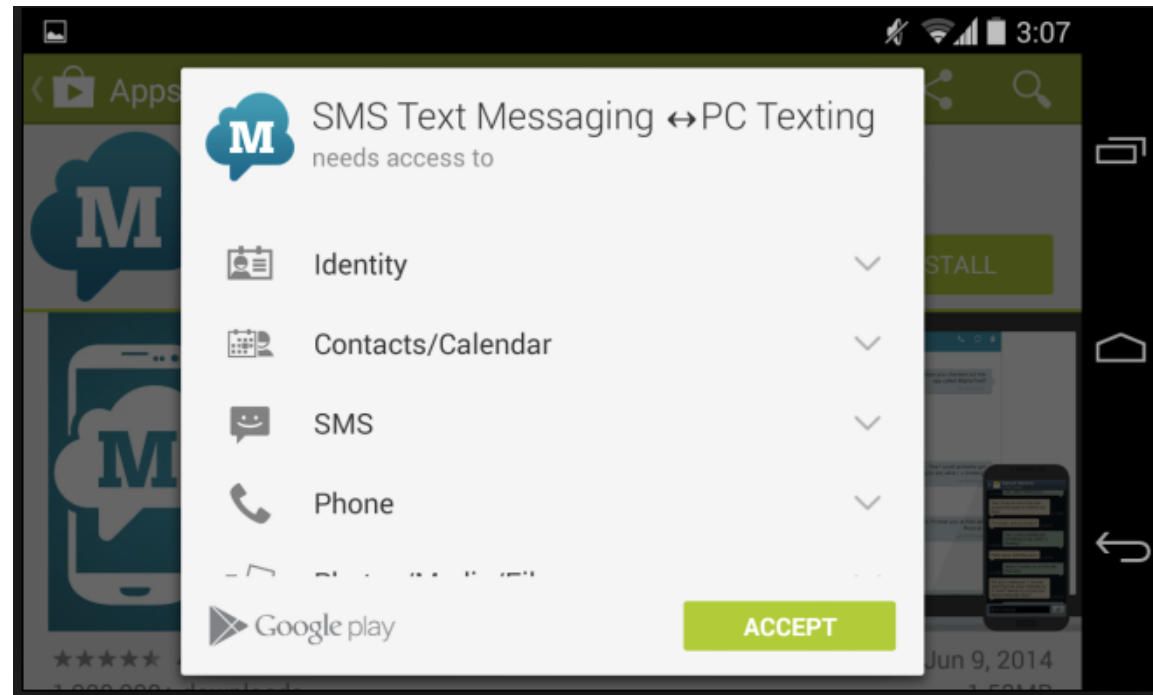 3:07
Apps
M
SMS Text Messaging ↔PC Texting
needs access to
M
STALL
Identity
Contacts/Calendar
SMS
M
Phone
Google play
ACCEPT
Jun 9, 2014